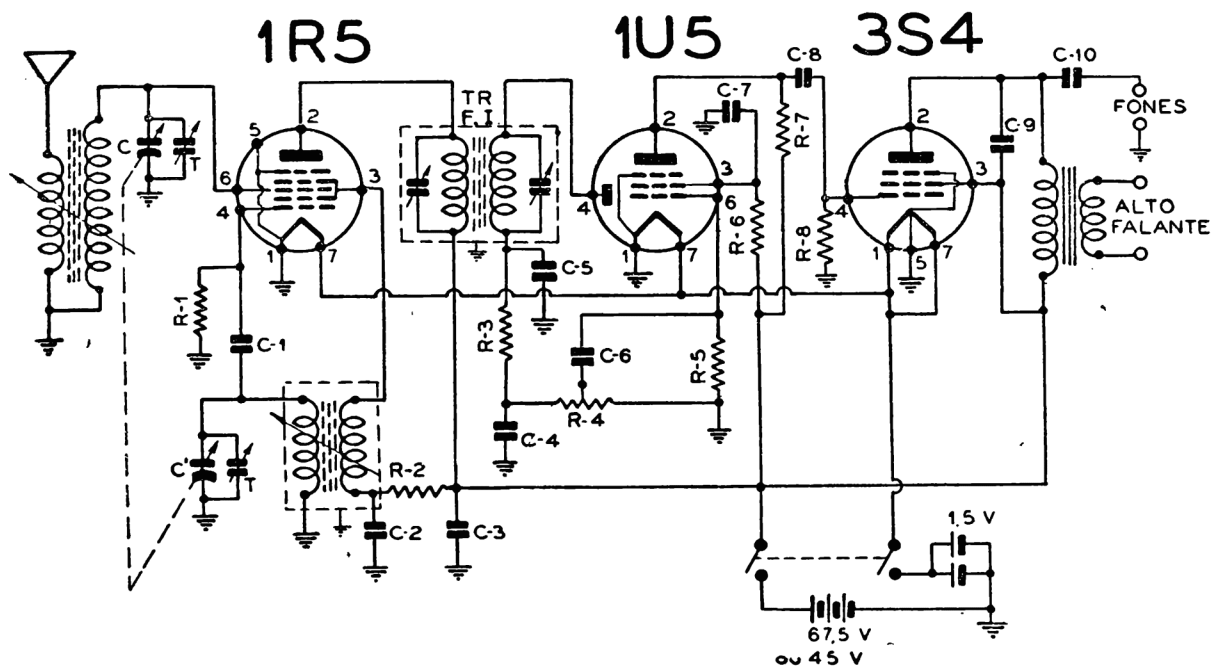 1R5
1U5
3S4
TR
F.I
C-7
C-8
C-9
C-10
FONES
ALTO
FALANTE
C
T
5
2
6
3
4
1
7
4
2
3
6
1
7
R-7
R-6
R-8
2
3
4
1
5
7
R-1
C-1
C-5
R-3
C-6
R-5
R-4
C-4
C'
T
R-2
C-2
C-3
1,5 V
67,5 V
ou 45 V